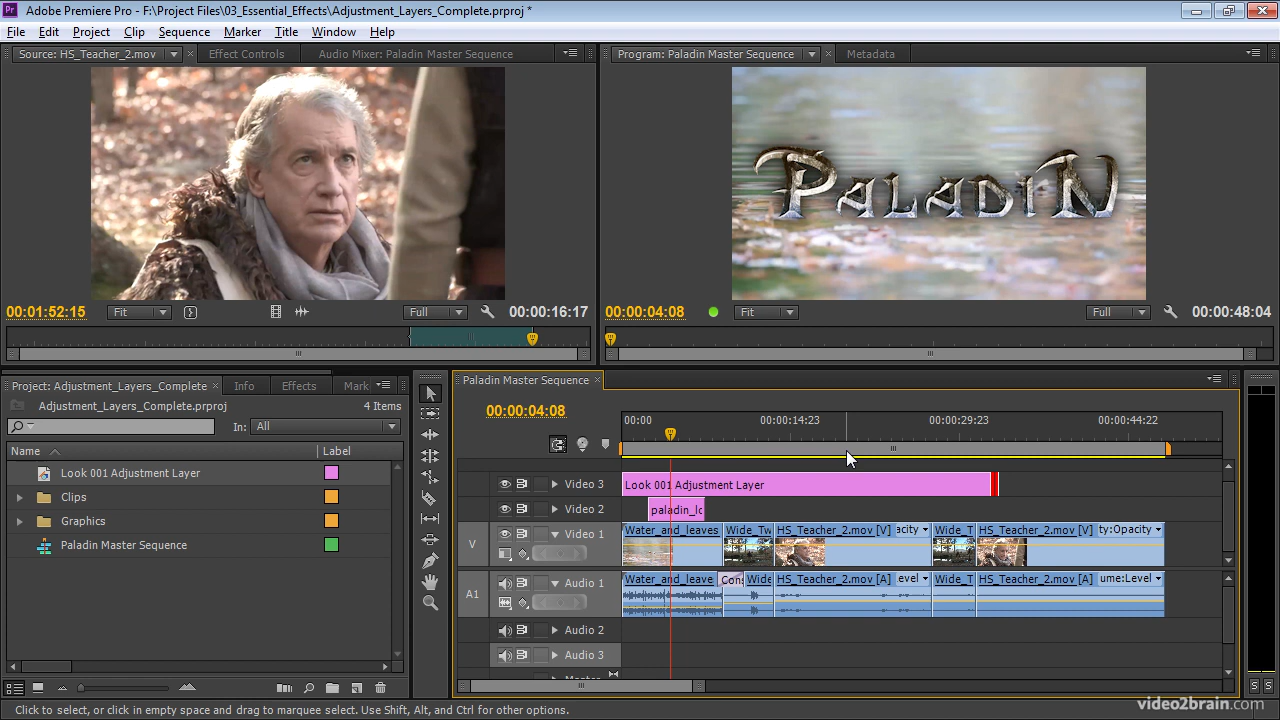 Adobe Premiere Pro - F:\Project Files\03_Essential_Effects\Adjustment_Layers_Complete.prproj *
File Edit Project Clip Sequence Marker Title Window Help
Source: HS_Teacher_2.mov Effect Controls Audio Mixer: Paladin Master Sequence
Program: Paladin Master Sequence Metadata
PALADIN
00:01:52:15 Fit Full 00:00:16:17
00:00:04:08 Fit Full 00:00:48:04
Project: Adjustment_Layers_Complete Info Effects Mark
Adjustment_Layers_Complete.prproj 4 Items
In: All
Name Label
Look 001 Adjustment Layer
Clips
Graphics
Paladin Master Sequence
Paladin Master Sequence
00:00:04:08
00:00 00:00:14:23 00:00:29:23 00:00:44:22
Video 3 Look 001 Adjustment Layer
Video 2 paladin_lo
V Video 1 Water_and_leaves Wide_Tw HS_Teacher_2.mov [V] acity Wide_T HS_Teacher_2.mov [V] ty:Opacity
A1 Audio 1 Water_and_leave Cons Wide HS_Teacher_2.mov [A] evel Wide_T HS_Teacher_2.mov [A] ume:Level
Audio 2
Audio 3
S S
Click to select, or click in empty space and drag to marquee select. Use Shift, Alt, and Ctrl for other options.
video2brain.com